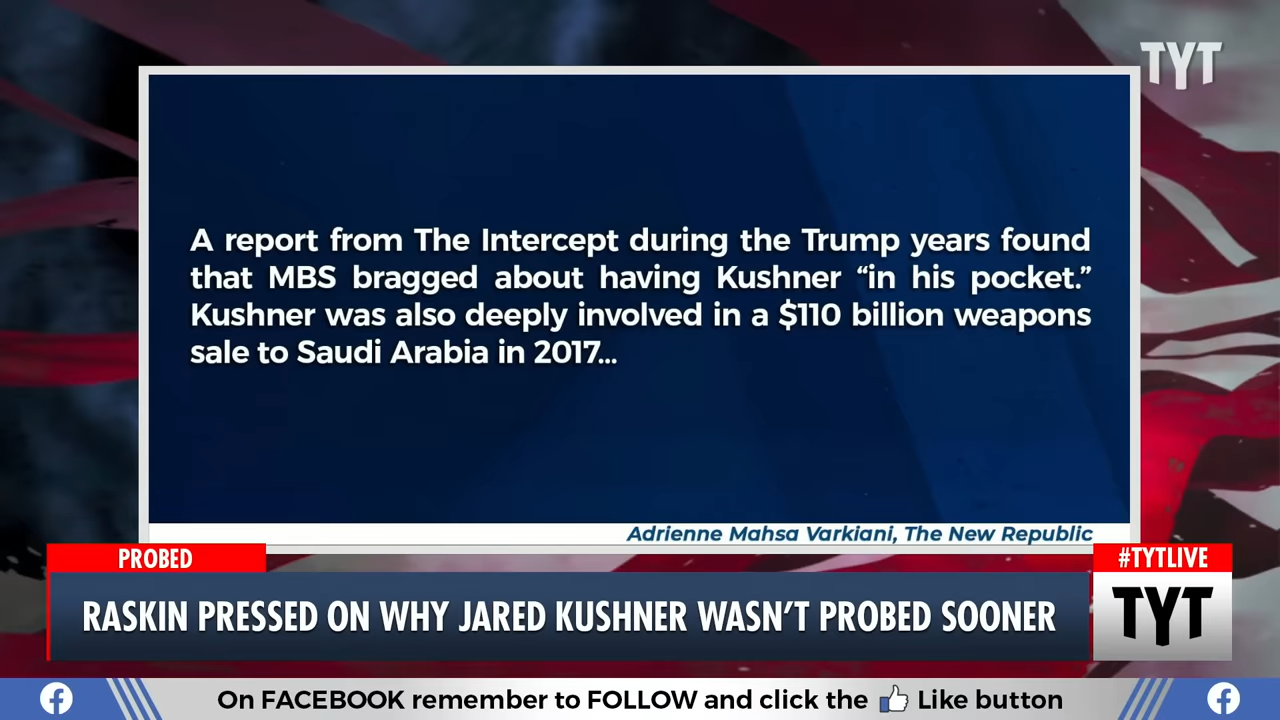 TYT
A report from The Intercept during the Trump years found
that MBS bragged about having Kushner “in his pocket.”
Kushner was also deeply involved in a $110 billion weapons
sale to Saudi Arabia in 2017...
Adrienne Mahsa Varkiani, The New Republic
PROBED
#TYTLIVE
RASKIN PRESSED ON WHY JARED KUSHNER WASN’T PROBED SOONER
TYT
On FACEBOOK remember to FOLLOW and click the Like button